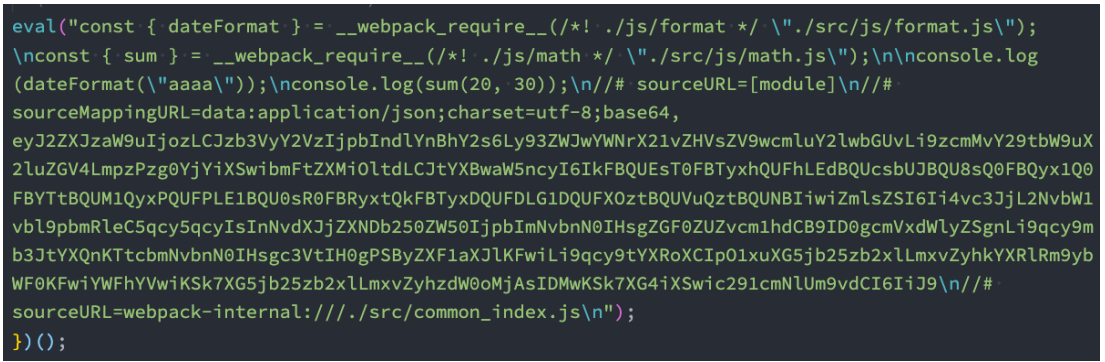 eval("const { dateFormat } = __webpack_require__(/*! ./js/format */ \"./src/js/format.js\");
\nconst { sum } = __webpack_require__(/*! ./js/math */ \"./src/js/math.js\");\n\nconsole.log
(dateFormat(\"aaaa\"));\nconsole.log(sum(20, 30));\n//# sourceURL=[module]\n//#
sourceMappingURL=data:application/json;charset=utf-8;base64,
eyJ2ZXJzaW9uIjozLCJzb3VyY2VzIjpbIndlYnBhY2s6Ly93ZWJwYWNrX21vZHVsZV9wcmluY2lwbGUvLi9zcmMvY29tbW9uX
2luZGV4LmpzPzg0YjYiXSwibmFtZXMiOltdLCJtYXBwaW5ncyI6IkFBQUEsT0FBTyxhQUFhLEdBQUcsbUJBQU8sQ0FBQyx1Q0
FBYTtBQUM1QyxPQUFPLE1BQU0sR0FBRyxtQkFBTyxDQUFDLG1DQUFXOztBQUVuQztBQUNBIiwiZmlsZSI6Ii4vc3JjL2NvbW1
vbl9pbmRleC5qcy5qcyIsInNvdXJjZXNDb250ZW50IjpbImNvbnN0IHsgZGF0ZUZvcm1hdCB9ID0gcmVxdWlyZSgnLi9qcy9m
b3JtYXQnKTtcbmNvbnN0IHsgc3VtIH0gPSByZXF1aXJlKFwiLi9qcy9tYXRoXCIpO1xuXG5jb25zb2xlLmxvZyhkYXRlRm9yb
WF0KFwiYWFhYVwiKSk7XG5jb25zb2xlLmxvZyhzdW0oMjAsIDMwKSk7XG4iXSwic291cmNlUm9vdCI6IiJ9\n//#
sourceURL=webpack-internal:///./src/common_index.js\n");
})();